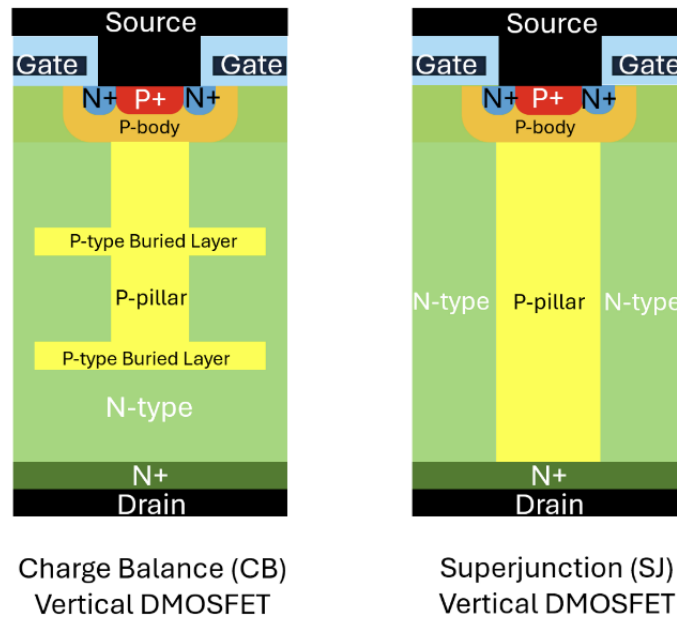 Source
Gate
Gate
N+ P+ N+
P-body
P-type Buried Layer
P-pillar
P-type Buried Layer
N-type
N+
Drain
Charge Balance (CB)
Vertical DMOSFET
Source
Gate
Gate
N+ P+ N+
P-body
N-type P-pillar N-type
N+
Drain
Superjunction (SJ)
Vertical DMOSFET